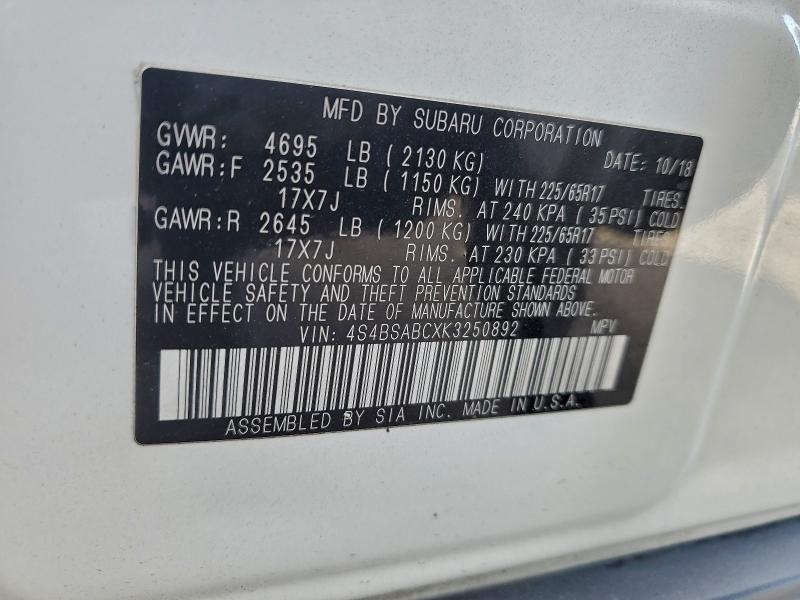 MFD BY SUBARU CORPORATION
GVWR: 4695 LB ( 2130 KG) DATE: 10/18
GAWR:F 2535 LB ( 1150 KG) WITH 225/65R17 TIRES.
17X7J RIMS. AT 240 KPA ( 35 PSI) COLD
GAWR:R 2645 LB ( 1200 KG) WITH 225/65R17 TIRES.
17X7J RIMS. AT 230 KPA ( 33 PSI) COLD
THIS VEHICLE CONFORMS TO ALL APPLICABLE FEDERAL MOTOR
VEHICLE SAFETY AND THEFT PREVENTION STANDARDS
IN EFFECT ON THE DATE OF MANUFACTURE SHOWN ABOVE.
VIN: 4S4BSABCXK3250892 MPV
ASSEMBLED BY SIA INC. MADE IN U.S.A.